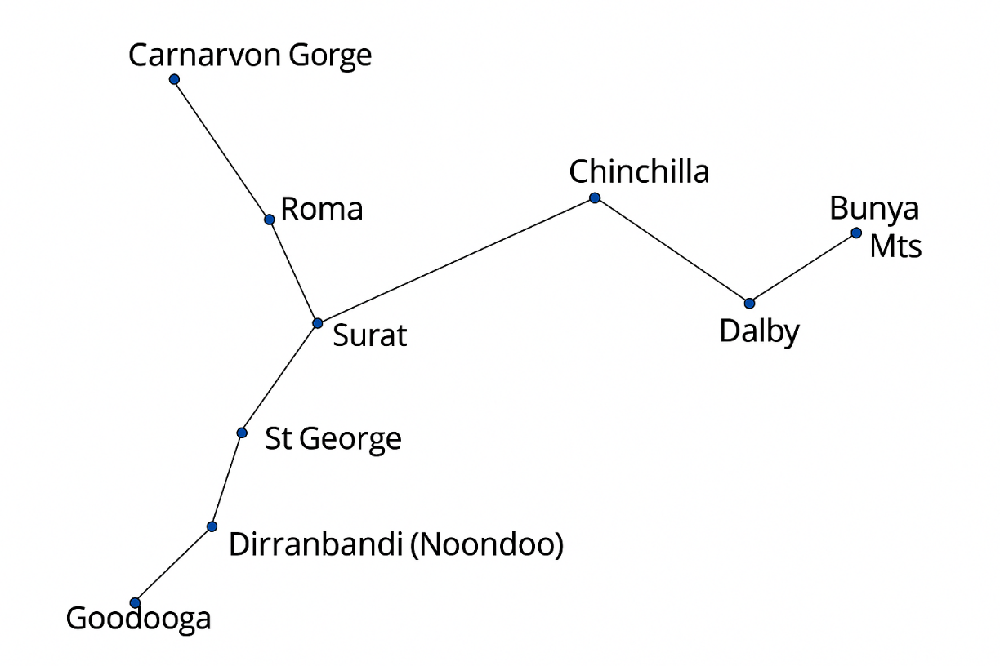 Carnarvon Gorge
Chinchilla
Roma
Bunya
Mts
Surat
Dalby
St George
Dirranbandi (Noondoo)
Goodooga